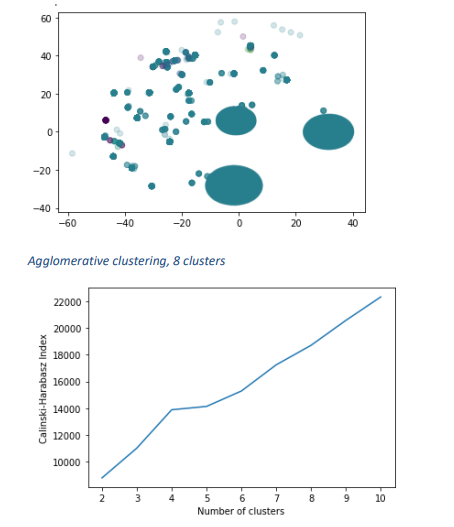 60
40
20
0
−20
−40
−60 −40 −20 0 20 40
Agglomerative clustering, 8 clusters
22000
20000
18000
16000
14000
12000
10000
Calinski-Harabasz Index
2 3 4 5 6 7 8 9 10
Number of clusters